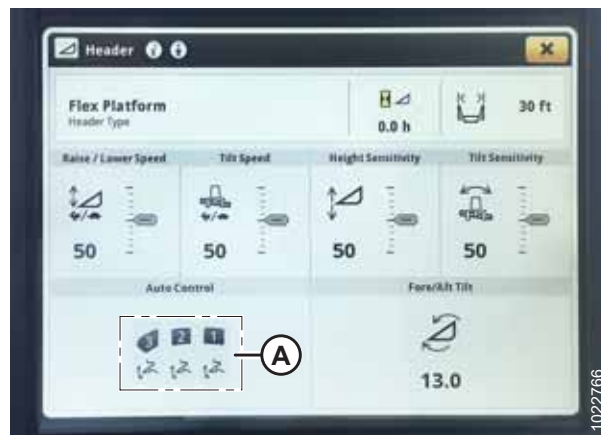 Header
Flex Platform
Header Type
0.0 h
30 ft
Raise / Lower Speed
Tilt Speed
Height Sensitivity
Tilt Sensitivity
50
50
50
50
Auto Control
Fore/Aft Tilt
3 2 1
A
13.0
1022766